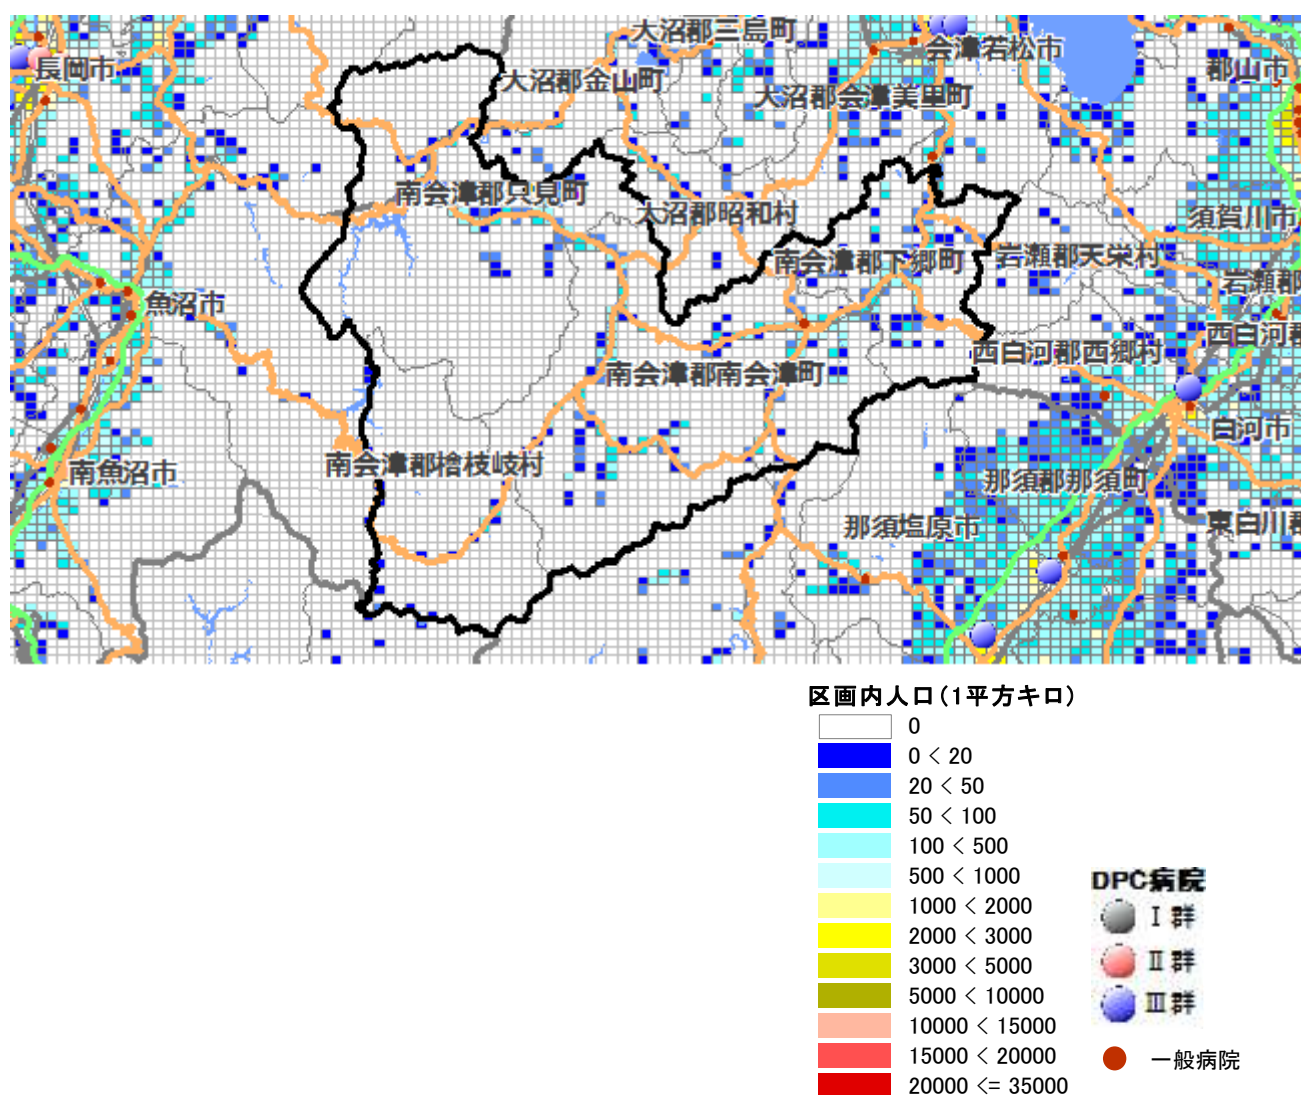 大沼郡三島町
会津若松市
長岡市
郡山市
大沼郡金山町
大沼郡会津美里町
南会津郡只見町
大沼郡昭和村
須賀川市
南会津郡下郷町
岩瀬郡天栄村
岩瀬郡
魚沼市
西白河郡
西白河郡西郷村
南会津郡南会津町
白河市
南会津郡檜枝岐村
南魚沼市
那須郡那須町
那須塩原市
東白川郡
区画内人口(1平方キロ)
0
0 < 20
20 < 50
50 < 100
100 < 500
500 < 1000
1000 < 2000
2000 < 3000
3000 < 5000
5000 < 10000
10000 < 15000
15000 < 20000
20000 <= 35000
DPC病院
Ⅰ群
Ⅱ群
Ⅲ群
一般病院